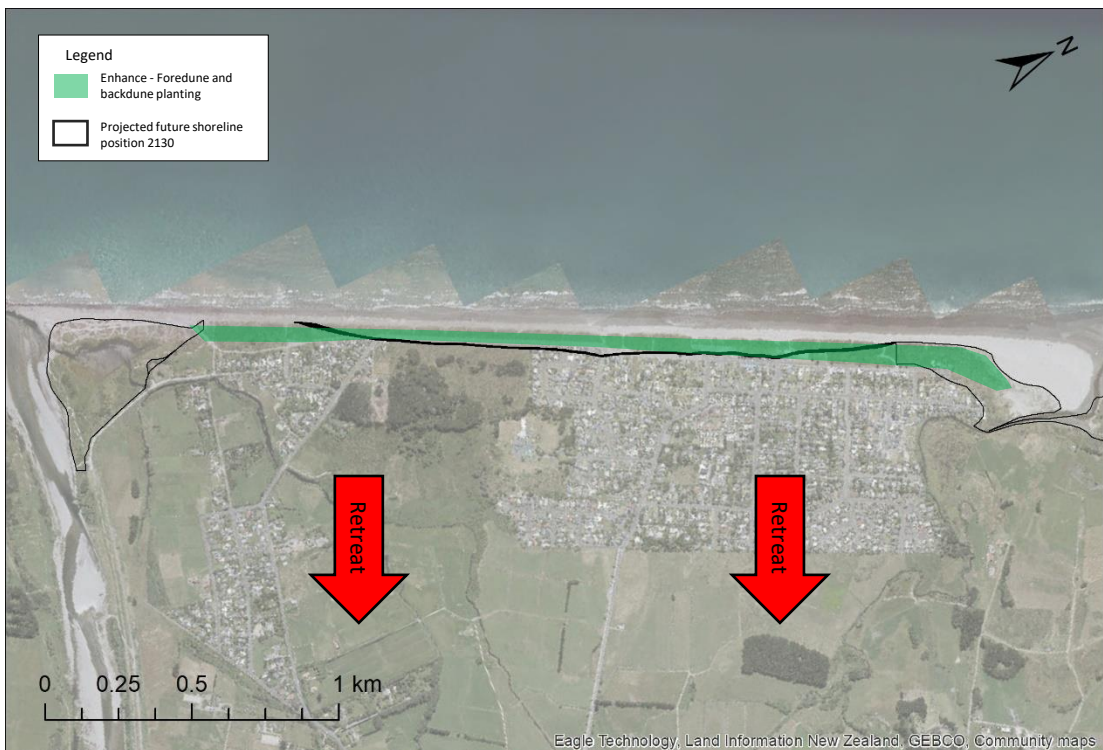 Legend
Enhance - Foredune and
backdune planting
Projected future shoreline
position 2130
N
Retreat
Retreat
0 0.25 0.5 1 km
Eagle Technology, Land Information New Zealand, GEBCO, Community maps